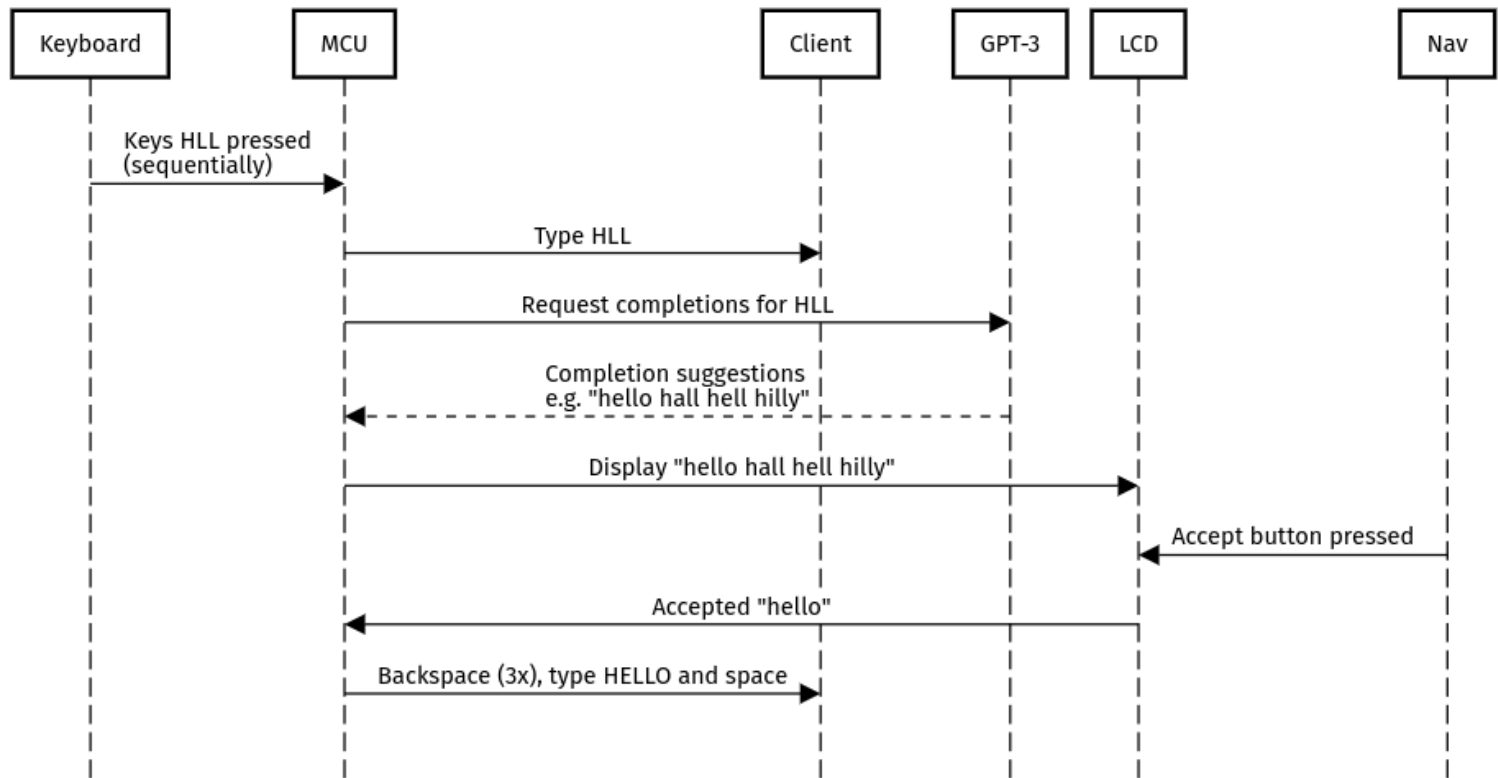 Keyboard
MCU
Client
GPT-3
LCD
Nav
Keys HLL pressed
(sequentially)
Type HLL
Request completions for HLL
Completion suggestions
e.g. "hello hall hell hilly"
Display "hello hall hell hilly"
Accept button pressed
Accepted "hello"
Backspace (3x), type HELLO and space